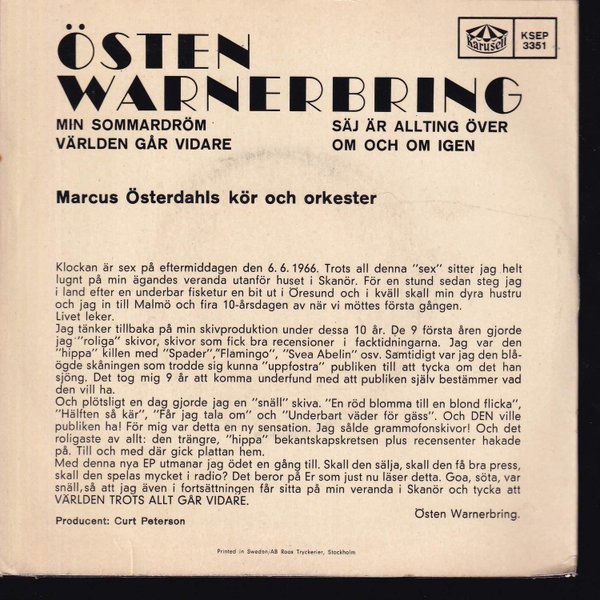 ÖSTEN
WARNERBRING
Karusell
KSEP
3351
MIN SOMMARDRÖM
VÄRLDEN GÅR VIDARE
SÄJ ÄR ALLTING ÖVER
OM OCH OM IGEN
Marcus Österdahls kör och orkester
Klockan är sex på eftermiddagen den 6. 6. 1966. Trots all denna "sex" sitter jag helt
lugnt på min ägandes veranda utanför huset i Skanör. För en stund sedan steg jag
i land efter en underbar fisketur en bit ut i Öresund och i kväll skall min dyra hustru
och jag in till Malmö och fira 10-årsdagen av när vi möttes första gången.
Livet leker.
Jag tänker tillbaka på min skivproduktion under dessa 10 år. De 9 första åren gjorde
jag "roliga" skivor, skivor som fick bra recensioner i facktidningarna. Jag var den
"hippa" killen med "Spader","Flamingo", "Svea Abelin" osv. Samtidigt var jag den blå-
ögde skåningen som trodde sig kunna "uppfostra" publiken till att tycka om det han
sjöng. Det tog mig 9 år att komma underfund med att publiken själv bestämmer vad
den vill ha.
Och plötsligt en dag gjorde jag en "snäll" skiva. "En röd blomma till en blond flicka",
"Hälften så kär", "Får jag tala om" och "Underbart väder för gäss". Och DEN ville
publiken ha! För mig var detta en ny sensation. Jag sålde grammofonskivor! Och det
roligaste av allt: den trängre, "hippa" bekantskapskretsen plus recensenter hakade
på. Till och med där gick plattan hem.
Med denna nya EP utmanar jag ödet en gång till. Skall den sälja, skall den få bra press,
skall den spelas mycket i radio? Det beror på Er som just nu läser detta. Goa, söta, var
snäll, så att jag även i fortsättningen får sitta på min veranda i Skanör och tycka att
VÄRLDEN TROTS ALLT GÅR VIDARE.
Östen Warnerbring.
Producent: Curt Peterson
Printed in Sweden/AB Roos Tryckerier, Stockholm